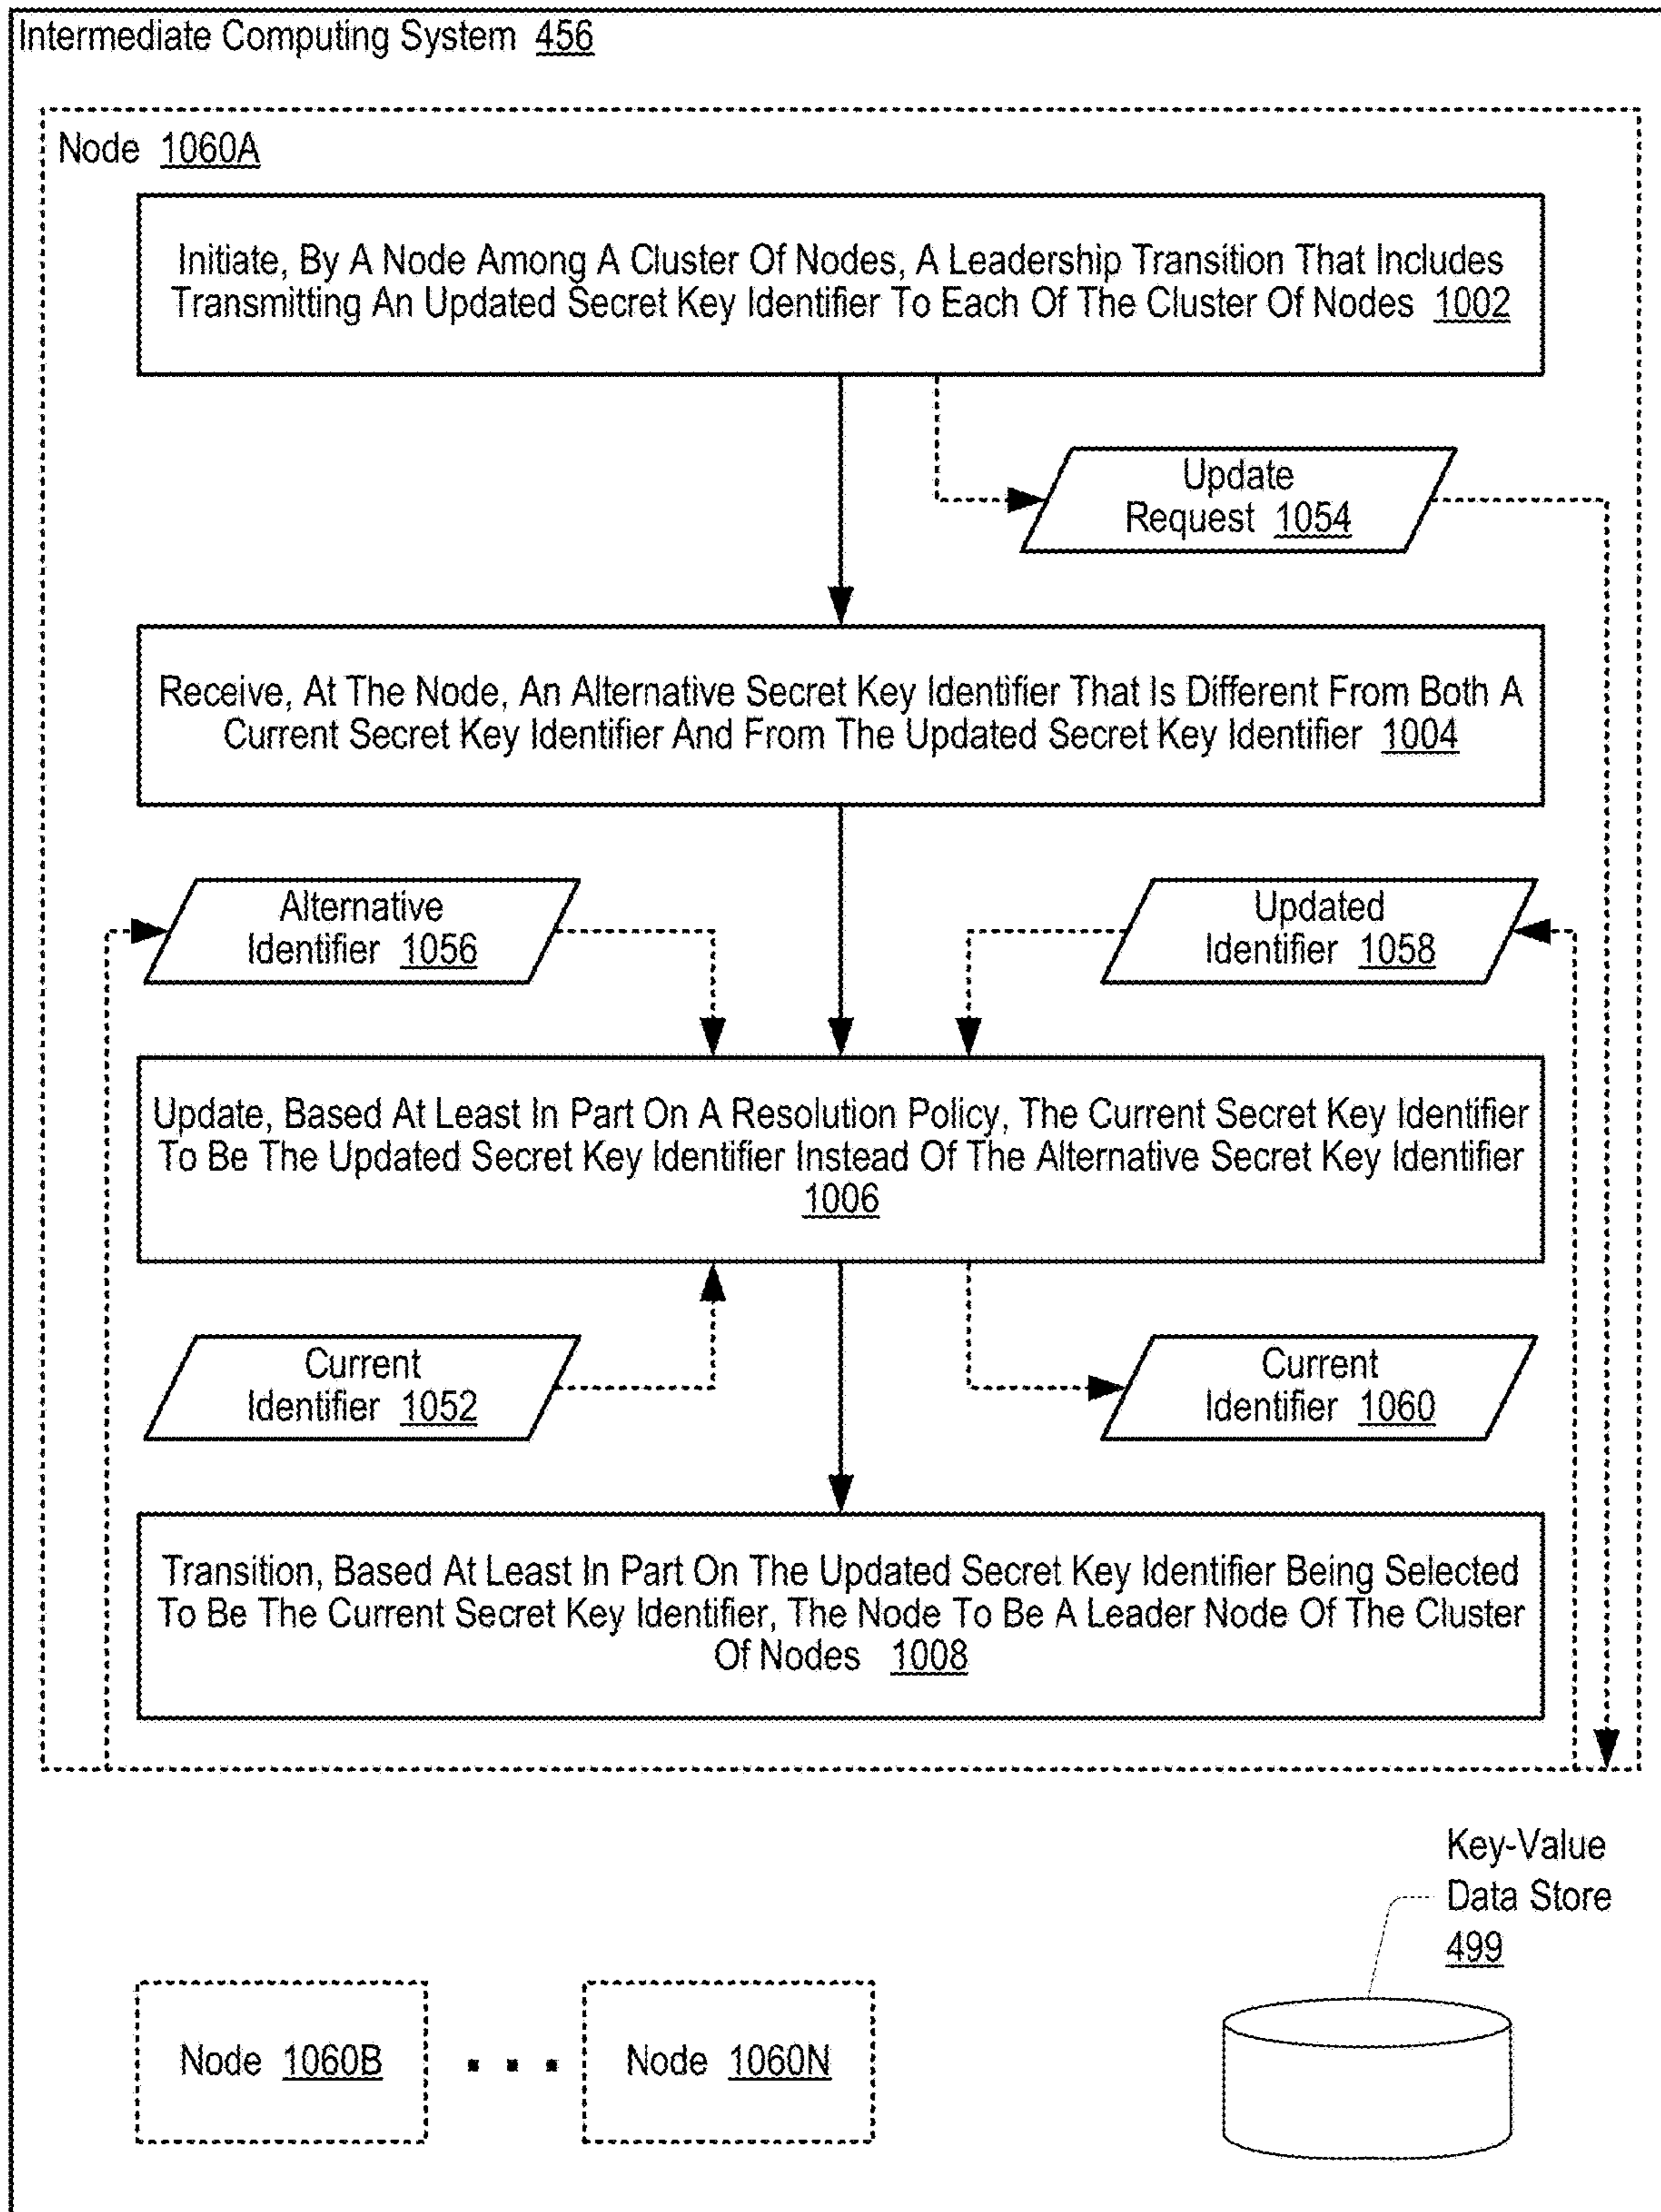 Intermediate Computing System 456
Node 1060A
Initiate, By A Node Among A Cluster Of Nodes, A Leadership Transition That Includes
Transmitting An Updated Secret Key Identifier To Each Of The Cluster Of Nodes 1002
Update
Request 1054
Receive, At The Node, An Alternative Secret Key Identifier That Is Different From Both A
Current Secret Key Identifier And From The Updated Secret Key Identifier 1004
Alternative
Identifier 1056
Updated
Identifier 1058
Update, Based At Least In Part On A Resolution Policy, The Current Secret Key Identifier
To Be The Updated Secret Key Identifier Instead Of The Alternative Secret Key Identifier
1006
Current
Identifier 1052
Current
Identifier 1060
Transition, Based At Least In Part On The Updated Secret Key Identifier Being Selected
To Be The Current Secret Key Identifier, The Node To Be A Leader Node Of The Cluster
Of Nodes 1008
Key-Value
Data Store
499
Node 1060B
Node 1060N